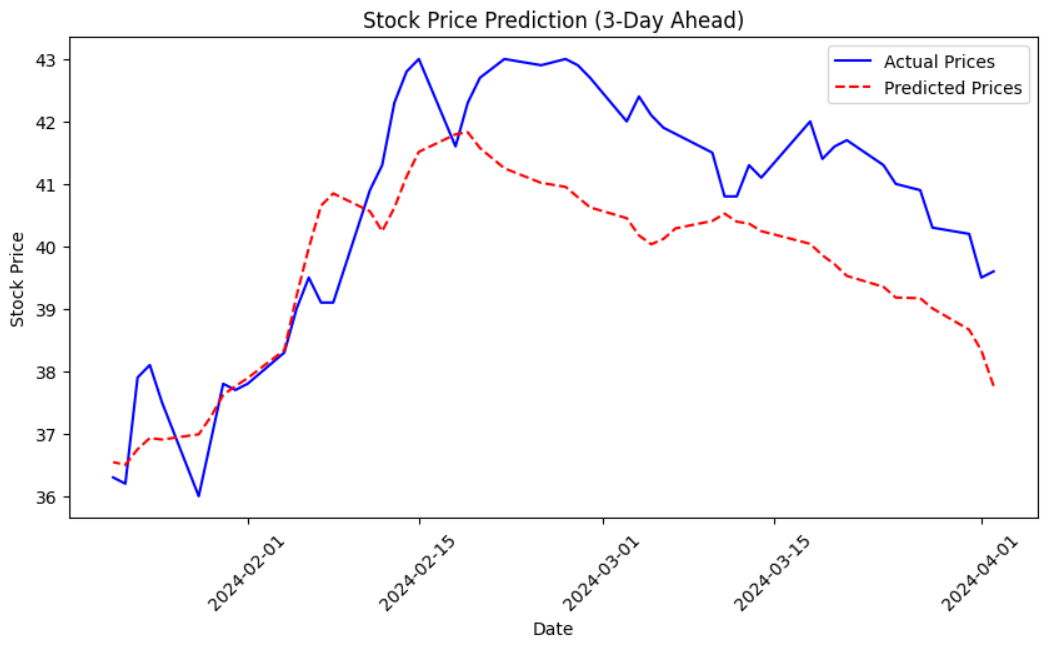 Stock Price Prediction (3-Day Ahead)
Actual Prices
Predicted Prices
Stock Price
43
42
41
40
39
38
37
36
2024-02-01
2024-02-15
2024-03-01
2024-03-15
2024-04-01
Date